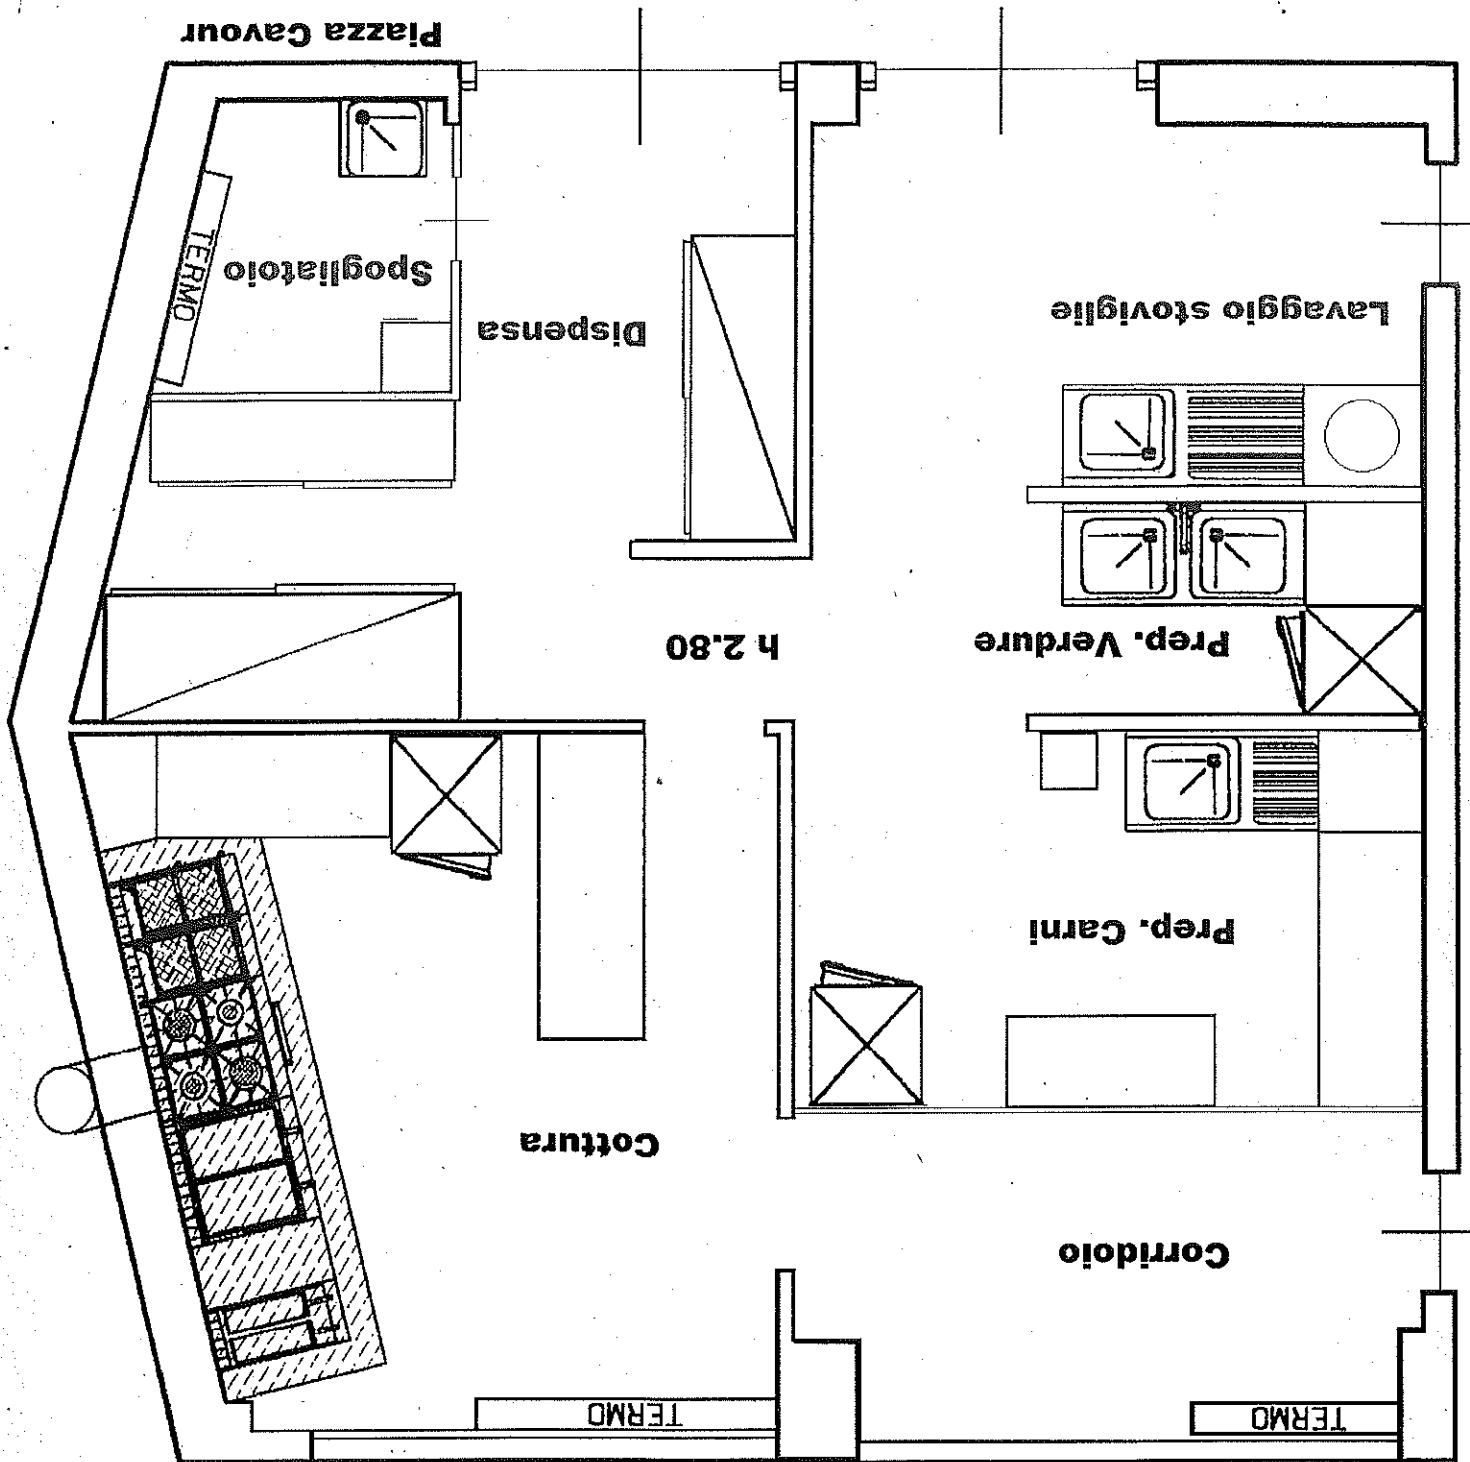 TERMO
TERMO
Corridoio
Cottura
Prep. Carni
Prep. Verdure
h 2.80
Dispensa
Lavaggio stoviglie
Spogliatoio
TERMO
Piazza Cavour